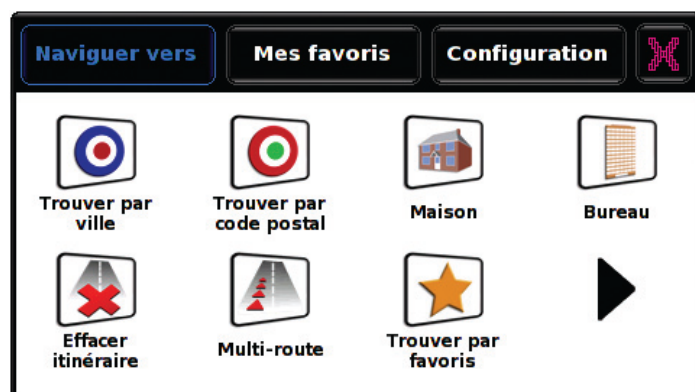 Naviguer vers
Mes favoris
Configuration
Trouver par
ville
Trouver par
code postal
Maison
Bureau
Effacer
itinéraire
Multi-route
Trouver par
favoris